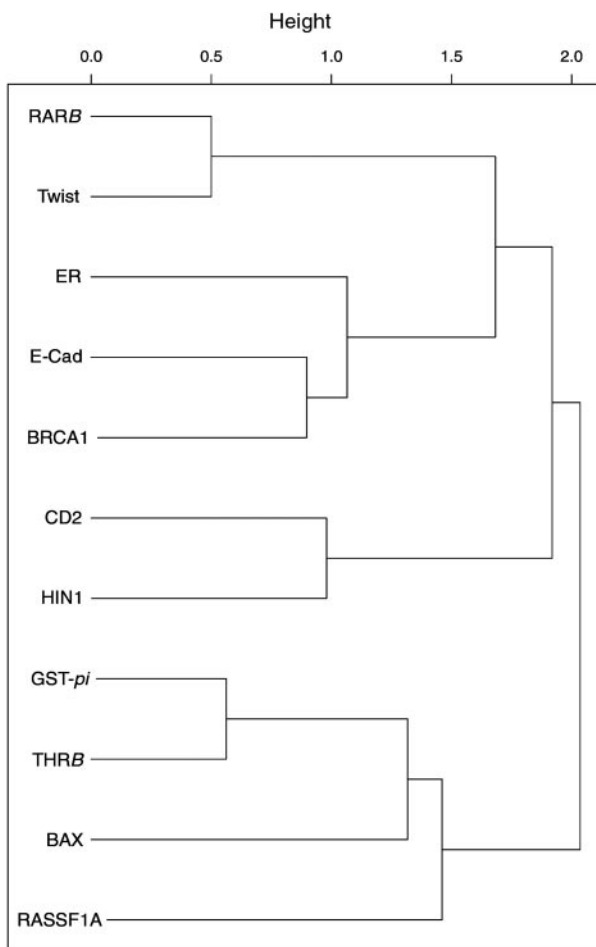 Height
0.0 0.5 1.0 1.5 2.0
RARB
Twist
ER
E-Cad
BRCA1
CD2
HIN1
GST-pi
THRB
BAX
RASSF1A